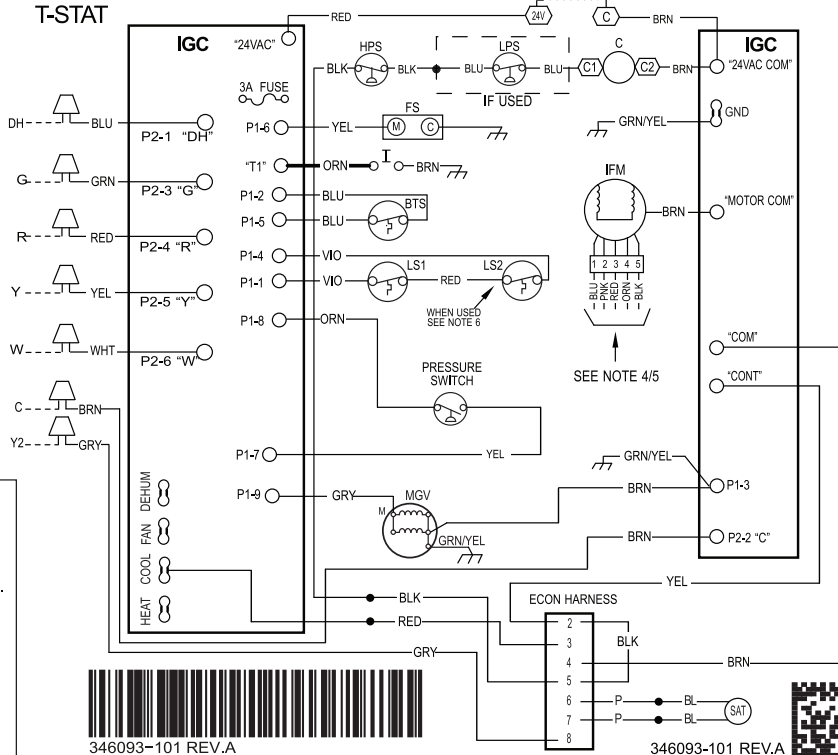 T-STAT
RED
24V
C
BRN
IGC
"24VAC"
HPS
LPS
C
IGC
BLK
BLK
BLU
BLU
C1
C2
BRN
"24VAC COM"
IF USED
3A FUSE
FS
GRN/YEL
GND
DH
BLU
P2-1 "DH"
P1-6
YEL
M
C
"T1"
ORN
I
BRN
IFM
G
GRN
P2-3 "G"
P1-2
BLU
BTS
BRN
"MOTOR COM"
P1-5
BLU
R
RED
P2-4 "R"
P1-4
VIO
1 2 3 4 5
P1-1
VIO
LS1
RED
LS2
BLU
PNK
RED
ORN
BLK
Y
YEL
P2-5 "Y"
WHEN USED
SEE NOTE 6
P1-8
ORN
W
WHT
P2-6 "W"
"COM"
PRESSURE
SWITCH
SEE NOTE 4/5
"CONT"
C
BRN
Y2
GRY
P1-7
YEL
GRN/YEL
DEHUM
P1-9
GRY
MGV
M
BRN
P1-3
FAN
GRN/YEL
BRN
P2-2 "C"
COOL
YEL
HEAT
BLK
ECON HARNESS
RED
2
3
BLK
GRY
4
BRN
5
6
P
BL
SAT
7
P
BL
8
346093-101 REV.A
346093-101 REV.A